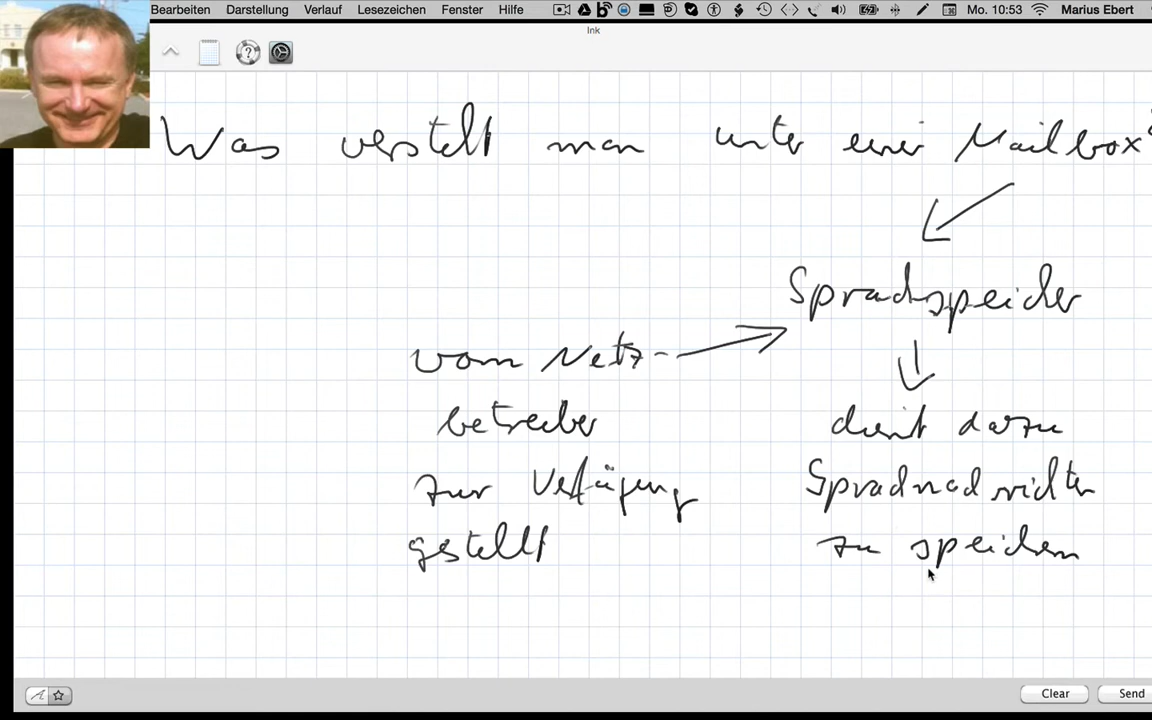 Bearbeiten Darstellung Verlauf Lesezeichen Fenster Hilfe Mo. 10:53 Marius Ebert
Ink
Was versteht man unter einer Mailbox?
Sprachspeicher
vom Netz-
betreiber
zur Verfügung
gestellt
dient dazu
Sprachnachrichten
zu speichern
Clear Send